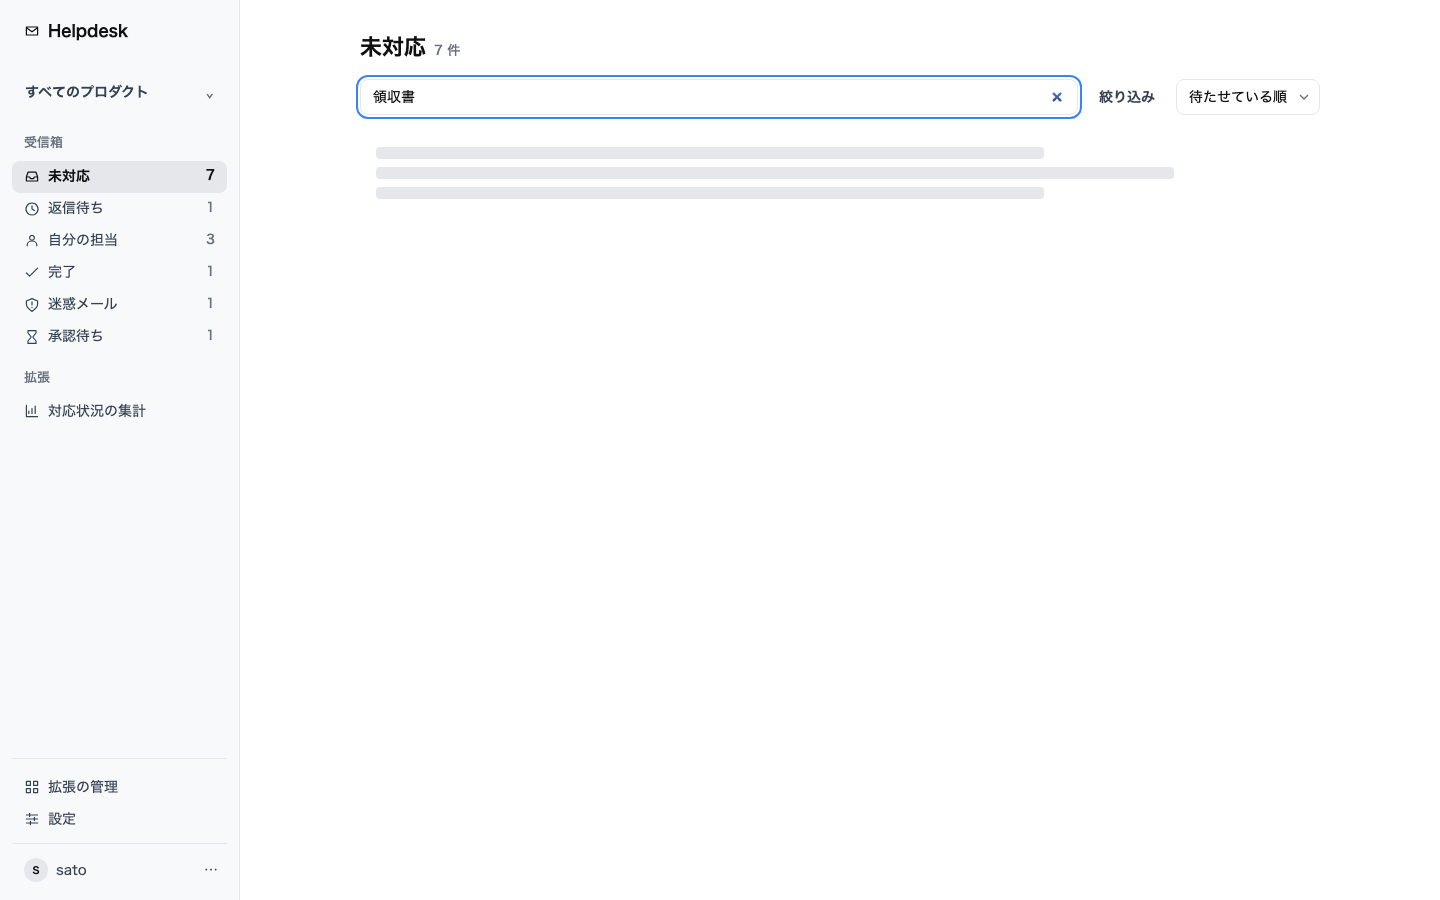 Helpdesk
すべてのプロダクト
受信箱
未対応 7
返信待ち 1
自分の担当 3
完了 1
迷惑メール 1
承認待ち 1
拡張
対応状況の集計
拡張の管理
設定
S sato
未対応 7 件
領収書
絞り込み
待たせている順